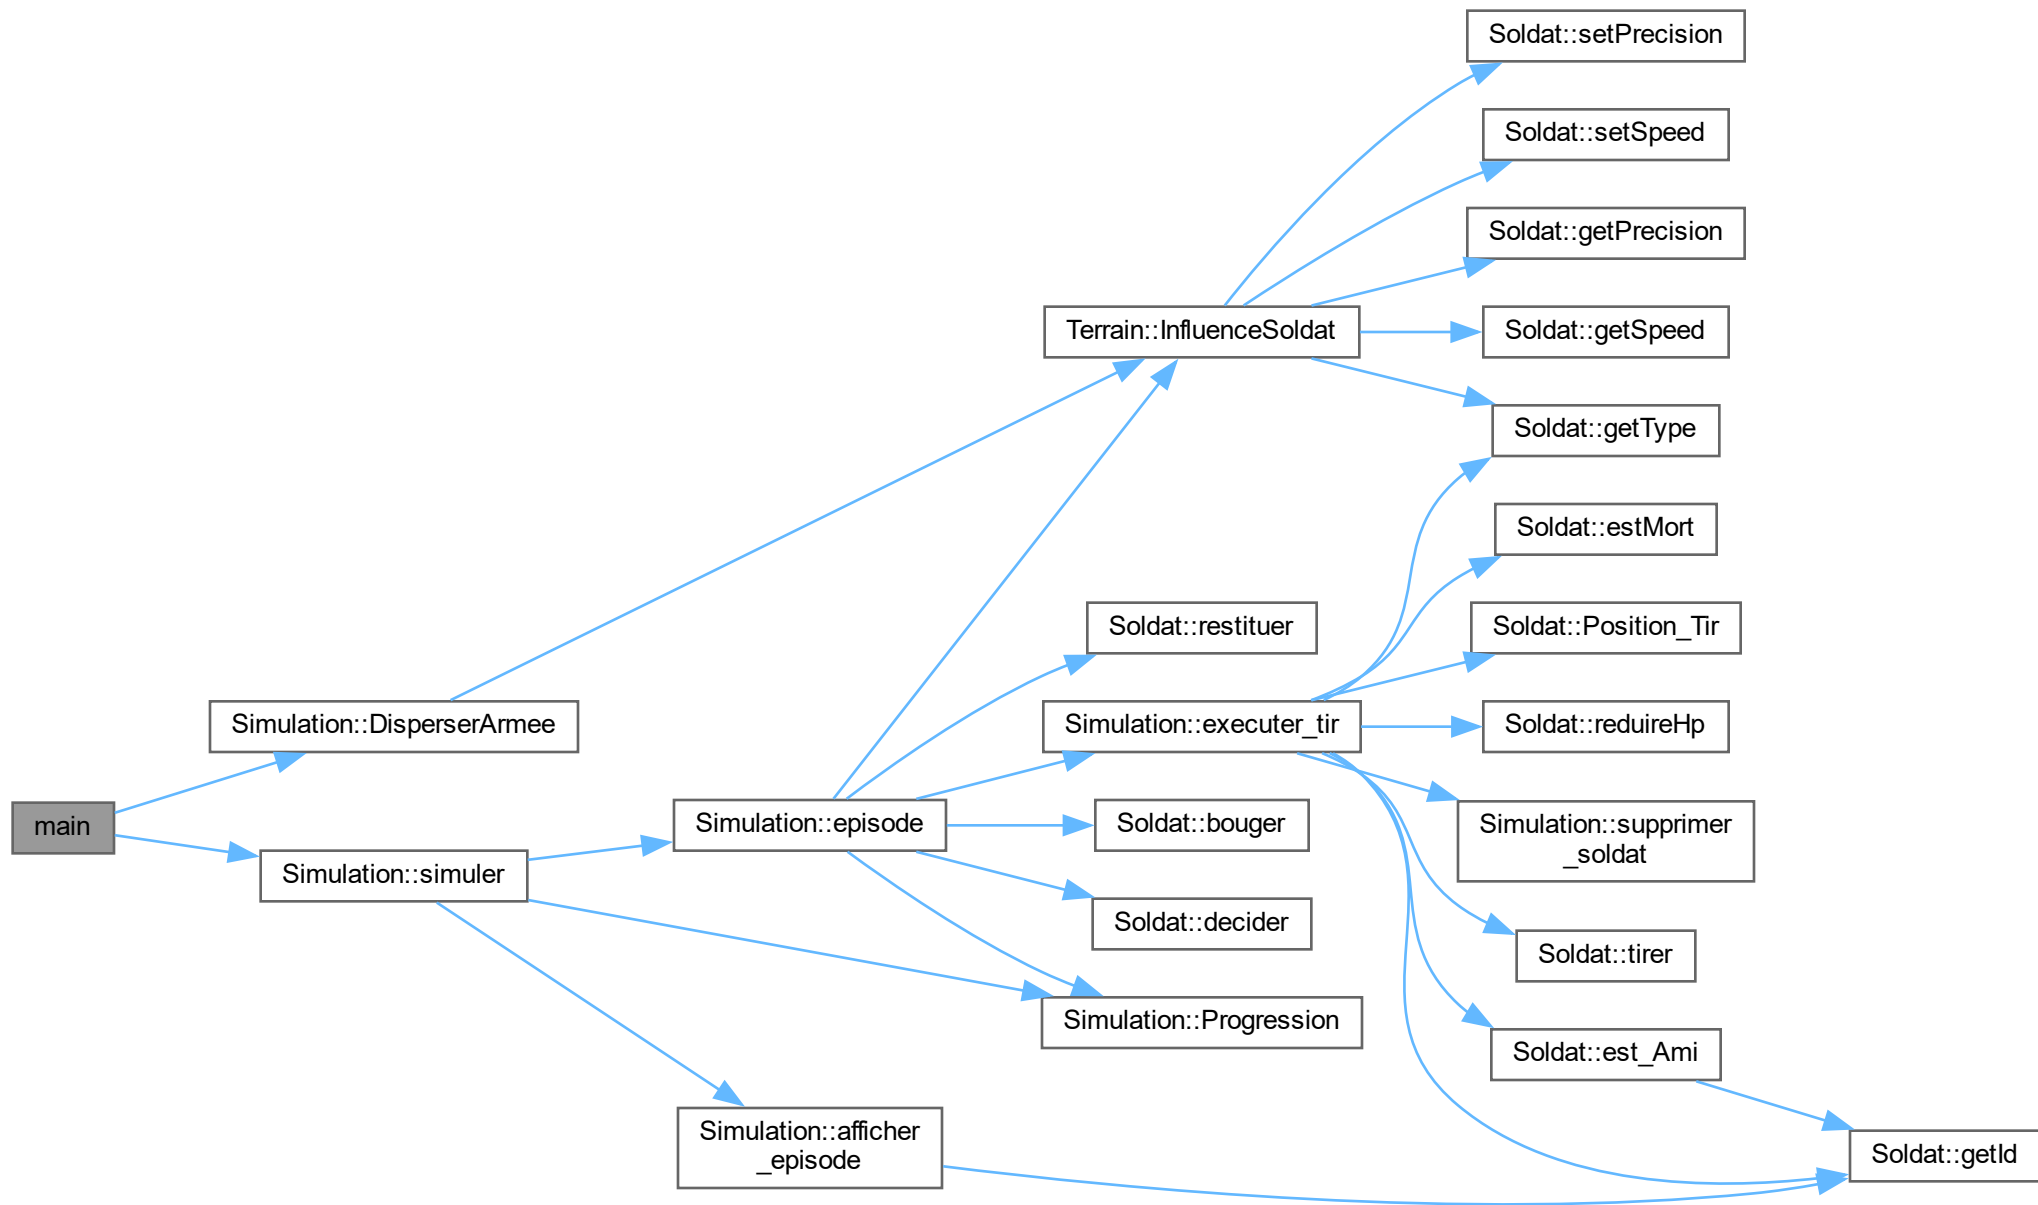 Soldat::setPrecision
Soldat::setSpeed
Soldat::getPrecision
Terrain::InfluenceSoldat
Soldat::getSpeed
Soldat::getType
Soldat::estMort
Soldat::restituer
Soldat::Position_Tir
Simulation::DisperserArmee
Simulation::executer_tir
Soldat::reduireHp
main
Simulation::episode
Soldat::bouger
Simulation::supprimer
_soldat
Simulation::simuler
Soldat::decider
Soldat::tirer
Simulation::Progression
Soldat::est_Ami
Simulation::afficher
_episode
Soldat::getId